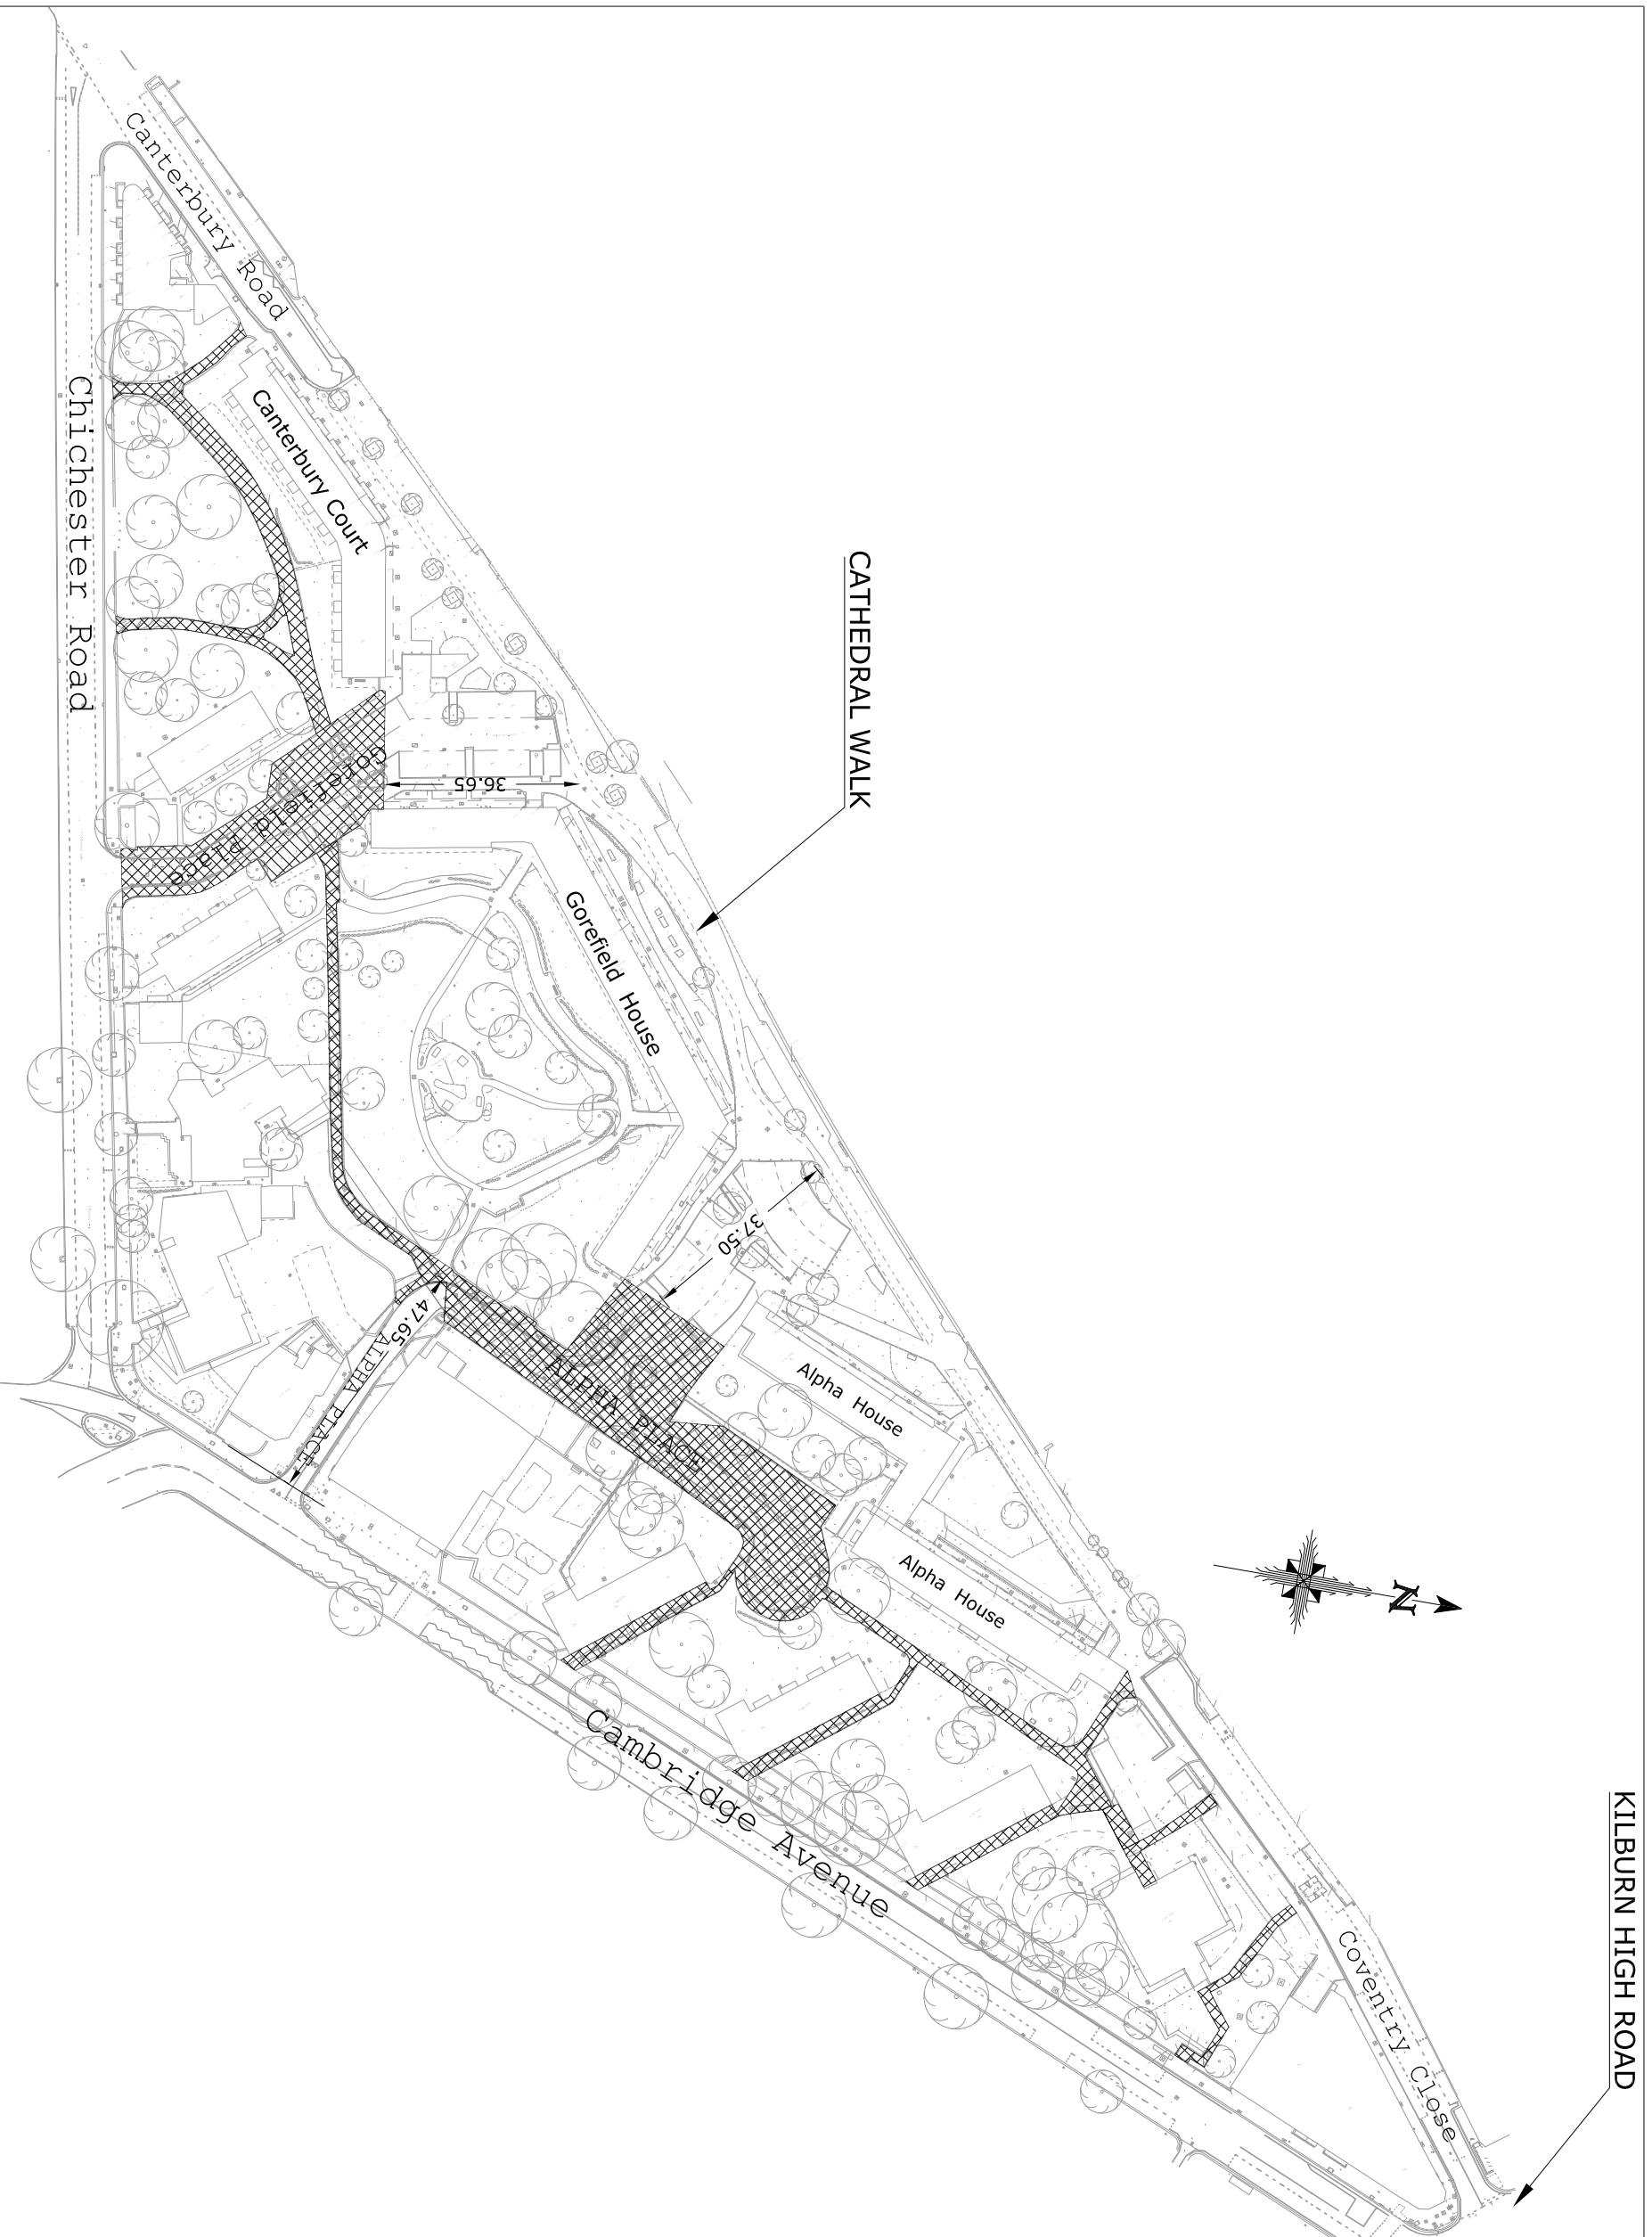 Canterbury Road
Chichester Road
Canterbury Court
CATHEDRAL WALK
Gorefield Place
36.65
Gorefield House
37.50
47.65
ALPHA PLACE
ALPHA PLACE
Alpha House
Alpha House
N
Cambridge Avenue
Coventry Close
KILBURN HIGH ROAD